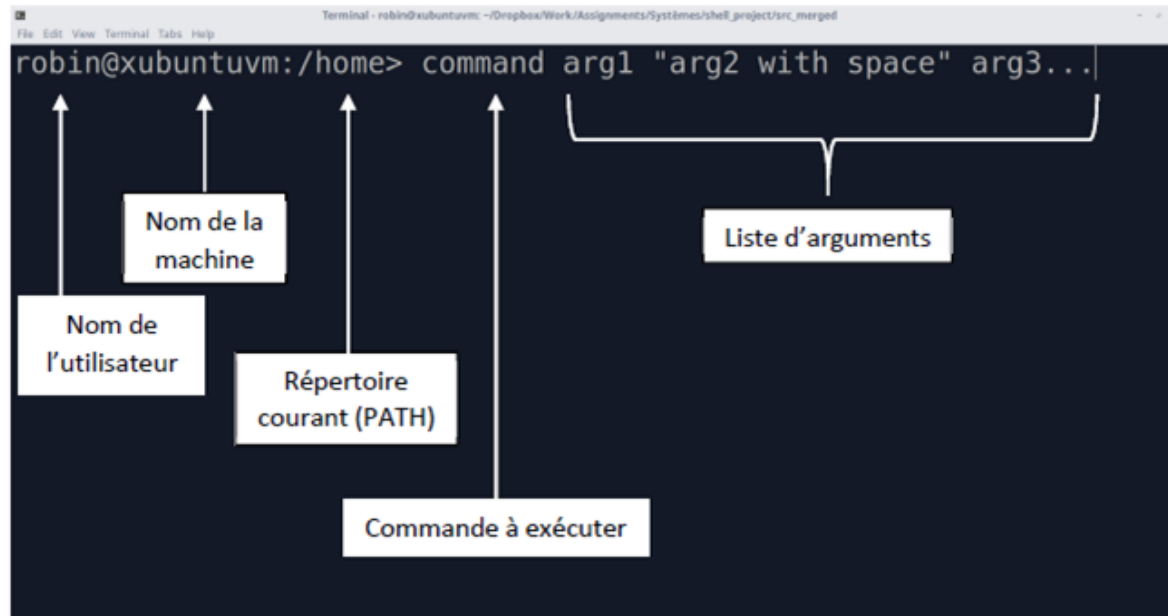 Terminal - robin@xubuntuvm: ~/Dropbox/Work/Assignments/Systèmes/shell_project/src_merged
File Edit View Terminal Tabs Help
robin@xubuntuvm:/home> command arg1 "arg2 with space" arg3...
Nom de la
machine
Liste d'arguments
Nom de
l'utilisateur
Répertoire
courant (PATH)
Commande à exécuter